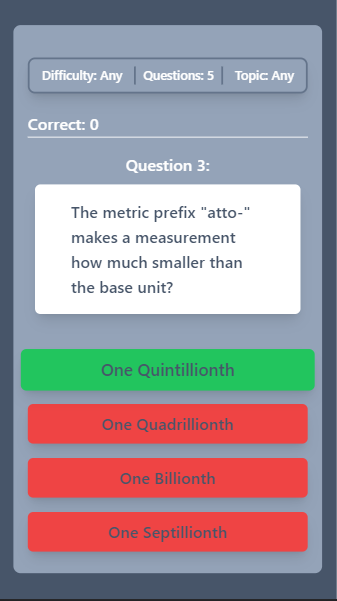 Difficulty: Any Questions: 5 Topic: Any
Correct: 0
Question 3:
The metric prefix "atto-"
makes a measurement
how much smaller than
the base unit?
One Quintillionth
One Quadrillionth
One Billionth
One Septillionth